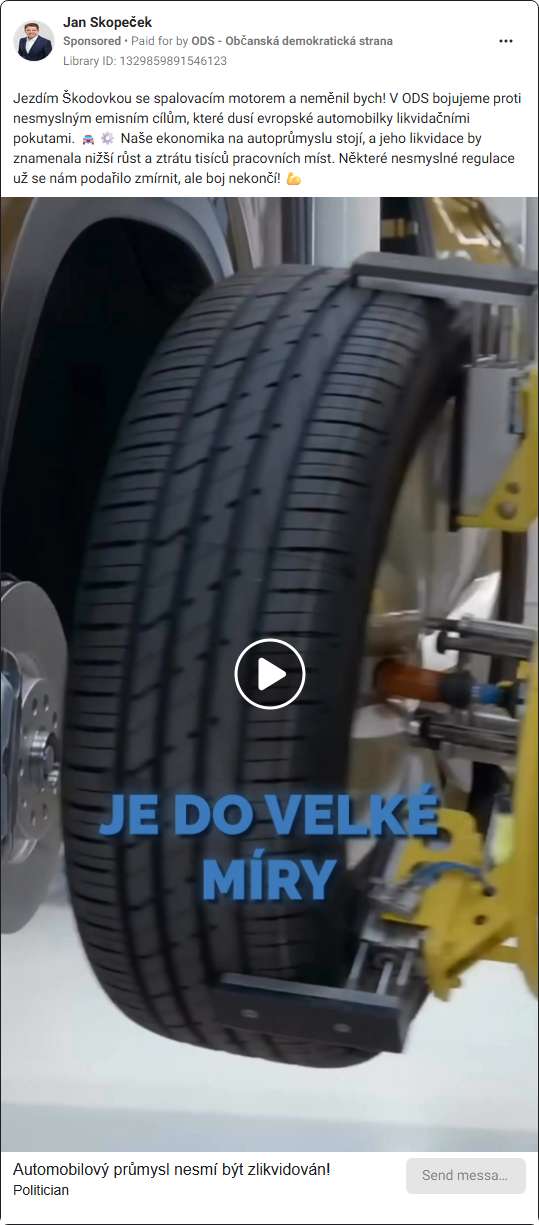 Jan Skopeček
Sponsored • Paid for by ODS - Občanská demokratická strana
Library ID: 1329859891546123
Jezdím Škodovkou se spalovacím motorem a neměnil bych! V ODS bojujeme proti
nesmyslným emisním cílům, které dusí evropské automobilky likvidačními
pokutami. 🚘 ⚙️ Naše ekonomika na autoprůmyslu stojí, a jeho likvidace by
znamenala nižší růst a ztrátu tisíců pracovních míst. Některé nesmyslné regulace
už se nám podařilo zmírnit, ale boj nekončí! 💪
JE DO VELKÉ
MÍRY
Automobilový průmysl nesmí být zlikvidován!
Politician
Send messa...